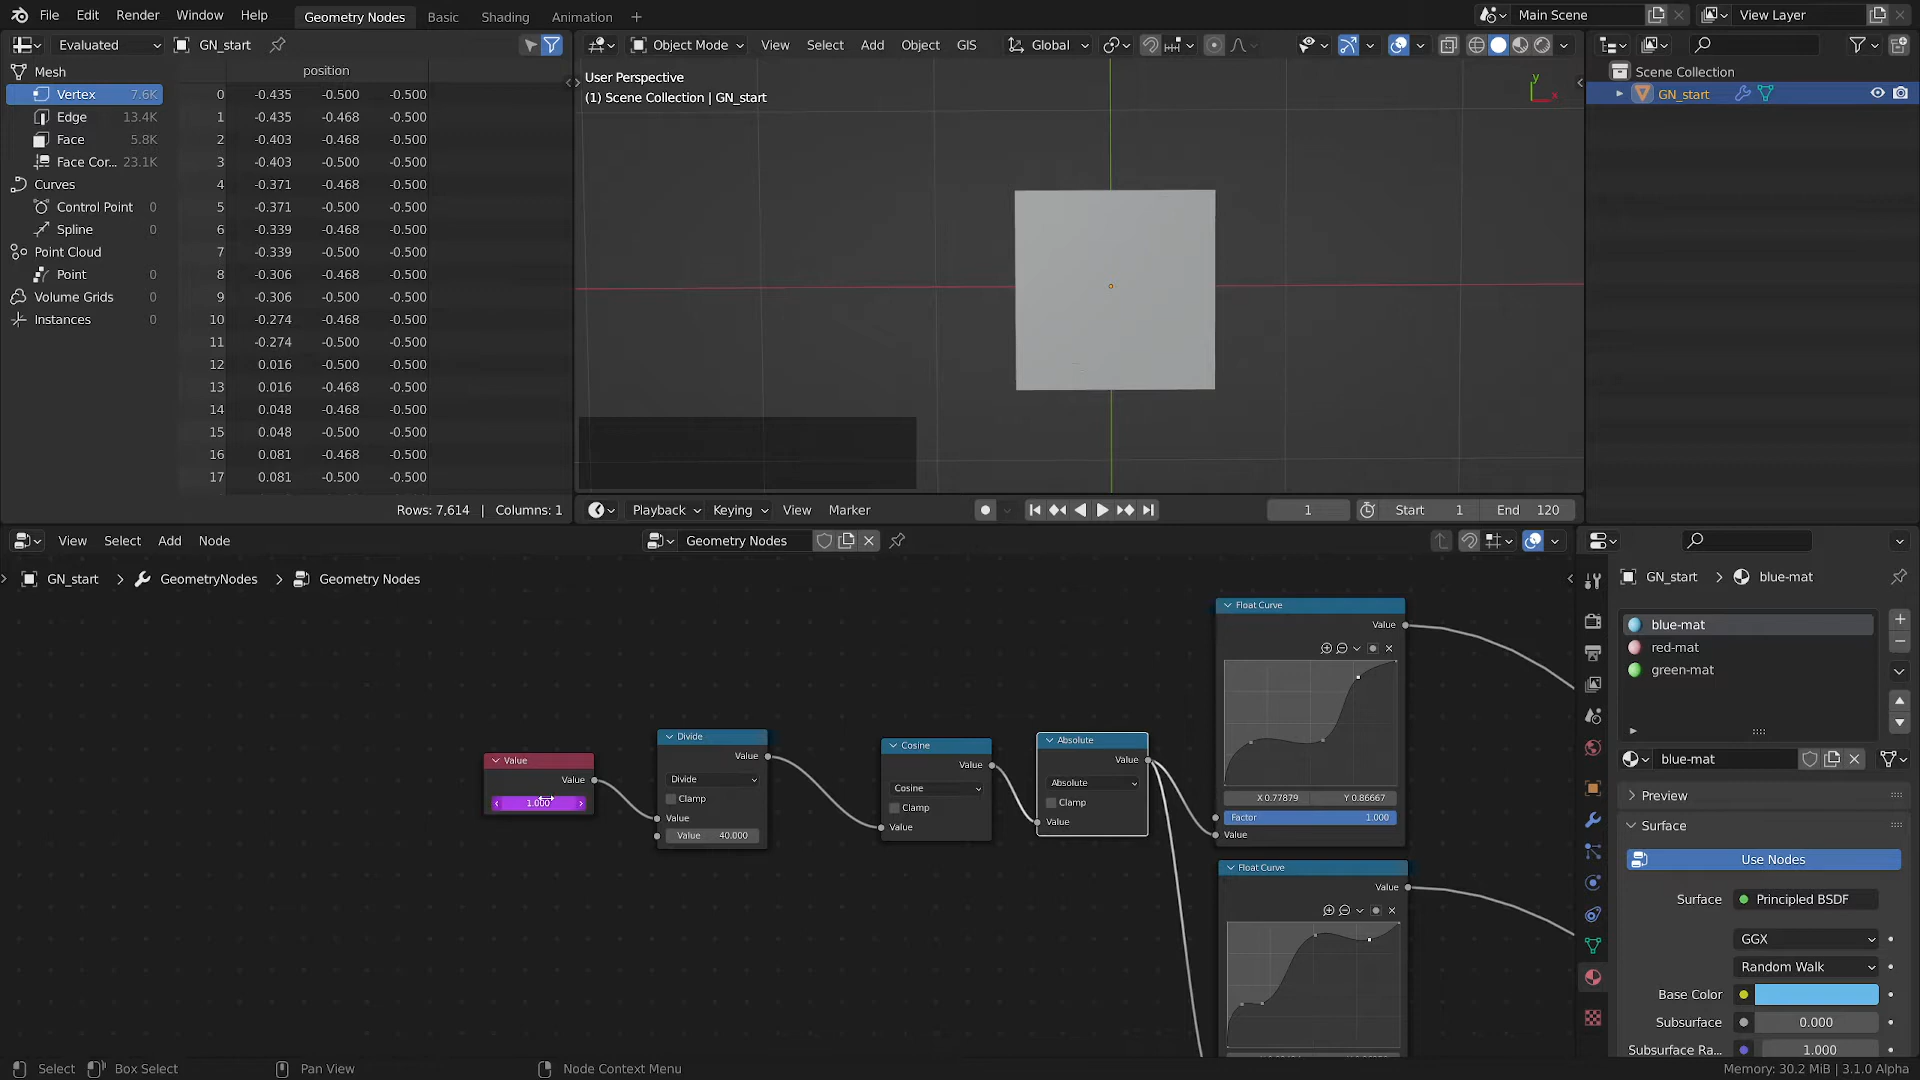 File Edit Render Window Help Geometry Nodes Basic Shading Animation + Main Scene View Layer
Evaluated GN_start
Object Mode View Select Add Object GIS Global
Mesh
position
Vertex 7.6K
Edge 13.4K
Face 5.8K
Face Cor... 23.1K
Curves
Control Point 0
Spline 0
Point Cloud
Point 0
Volume Grids 0
Instances 0
0 -0.435 -0.500 -0.500
1 -0.435 -0.468 -0.500
2 -0.403 -0.468 -0.500
3 -0.403 -0.500 -0.500
4 -0.371 -0.468 -0.500
5 -0.371 -0.500 -0.500
6 -0.339 -0.468 -0.500
7 -0.339 -0.500 -0.500
8 -0.306 -0.468 -0.500
9 -0.306 -0.500 -0.500
10 -0.274 -0.468 -0.500
11 -0.274 -0.500 -0.500
12 0.016 -0.500 -0.500
13 0.016 -0.468 -0.500
14 0.048 -0.468 -0.500
15 0.048 -0.500 -0.500
16 0.081 -0.468 -0.500
17 0.081 -0.500 -0.500
Rows: 7,614 | Columns: 1
User Perspective
(1) Scene Collection | GN_start
y
x
Scene Collection
GN_start
Playback Keying View Marker 1 Start 1 End 120
View Select Add Node Geometry Nodes
GN_start > GeometryNodes > Geometry Nodes
Value
Value
1.000
Divide
Value
Divide
Clamp
Value
Value 40.000
Cosine
Value
Cosine
Clamp
Value
Absolute
Value
Absolute
Clamp
Value
Float Curve
Value
X 0.77879 Y 0.86667
Factor 1.000
Value
Float Curve
Value
GN_start > blue-mat
blue-mat
red-mat
green-mat
blue-mat
Preview
Surface
Use Nodes
Surface Principled BSDF
GGX
Random Walk
Base Color
Subsurface 0.000
Subsurface Ra... 1.000
Select Box Select Pan View Node Context Menu Memory: 30.2 MiB | 3.1.0 Alpha